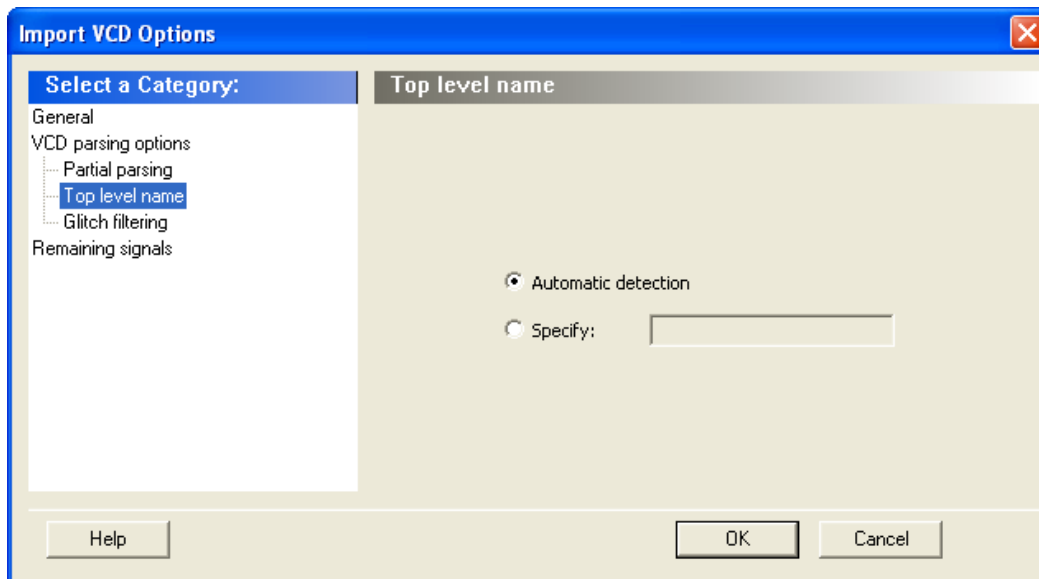 Import VCD Options
Select a Category:
Top level name
General
VCD parsing options
Partial parsing
Top level name
Glitch filtering
Remaining signals
Automatic detection
Specify:
Help
OK
Cancel